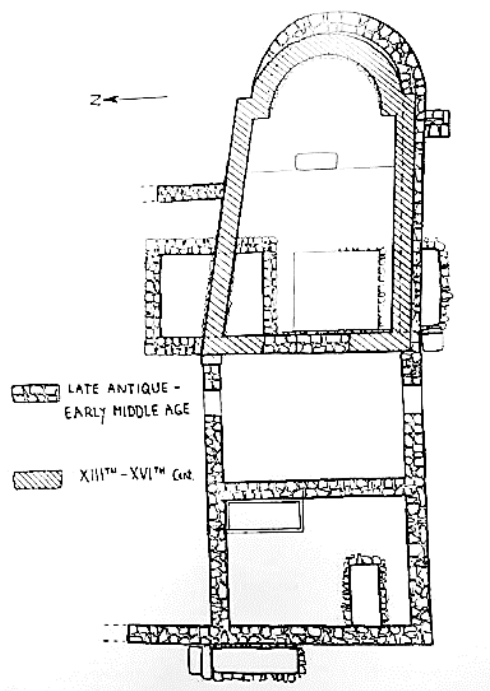 N
LATE ANTIQUE -
EARLY MIDDLE AGE
XIIITH - XVITH Cent.